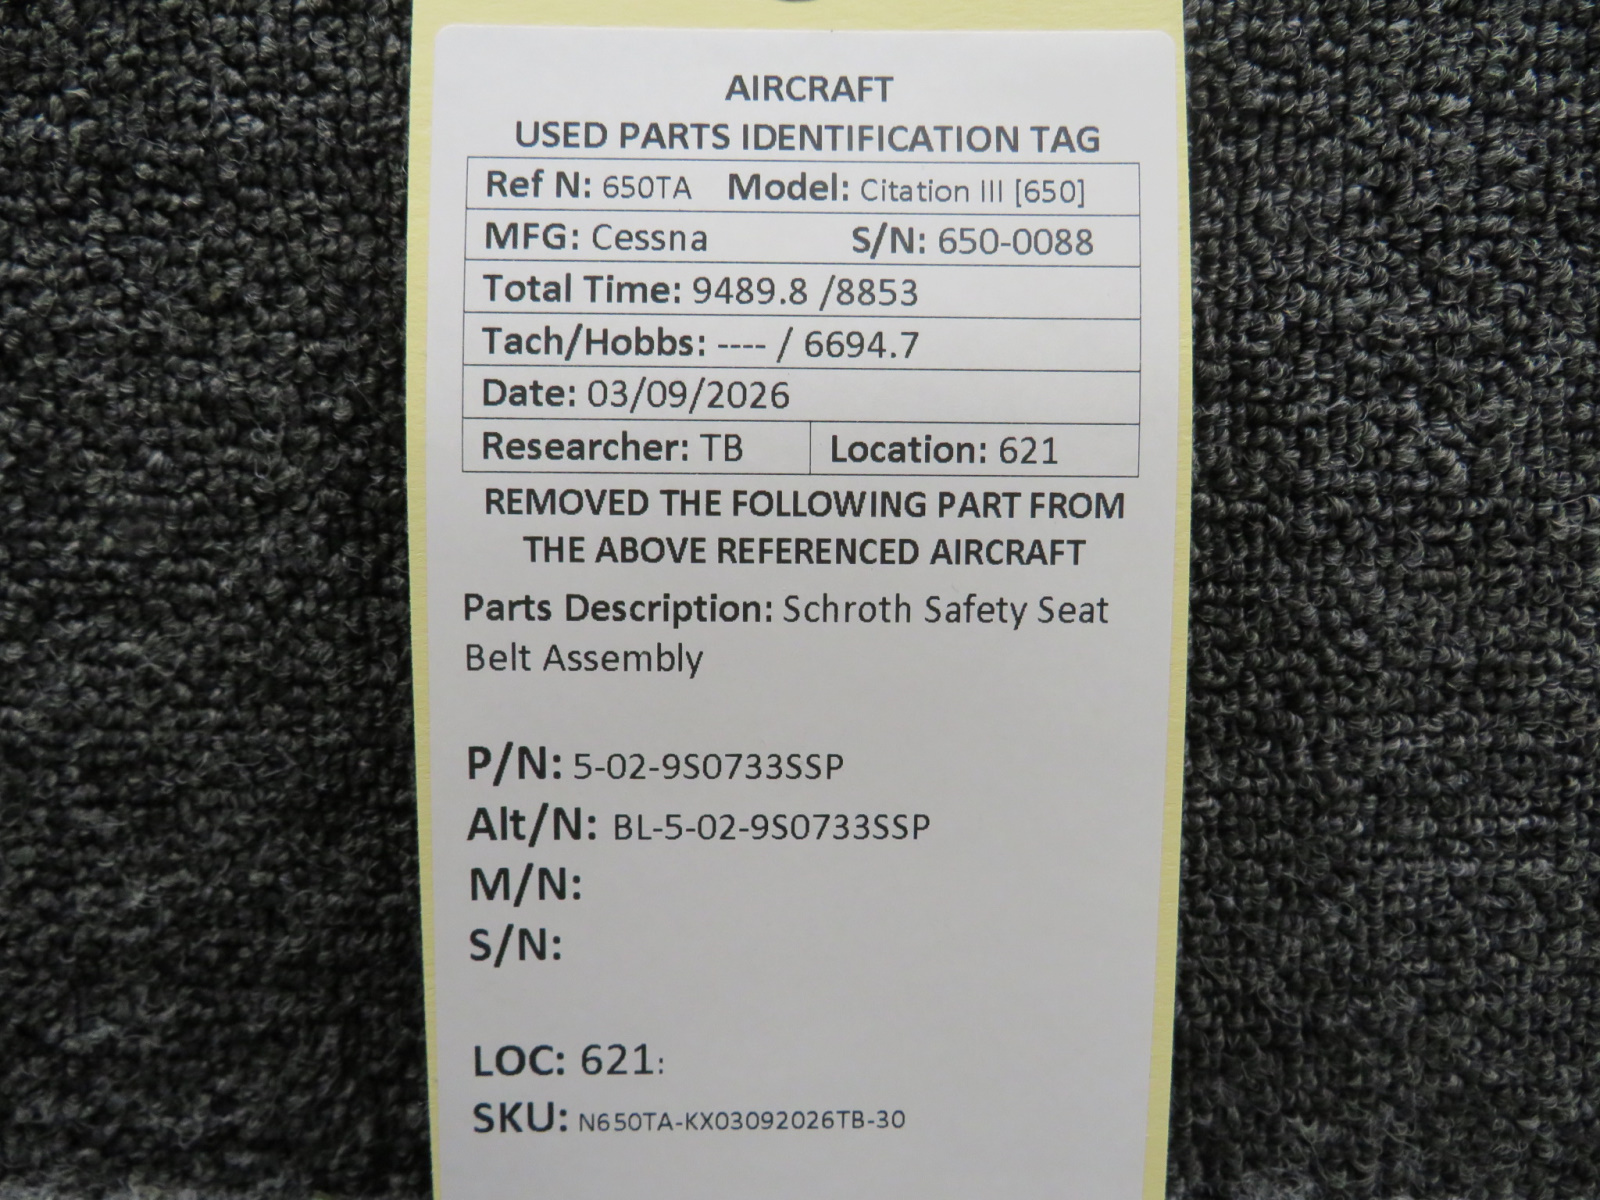 AIRCRAFT
USED PARTS IDENTIFICATION TAG
Ref N: 650TA Model: Citation III [650]
MFG: Cessna S/N: 650-0088
Total Time: 9489.8 /8853
Tach/Hobbs: ---- / 6694.7
Date: 03/09/2026
Researcher: TB Location: 621
REMOVED THE FOLLOWING PART FROM
THE ABOVE REFERENCED AIRCRAFT
Parts Description: Schroth Safety Seat
Belt Assembly
P/N: 5-02-9S0733SSP
Alt/N: BL-5-02-9S0733SSP
M/N:
S/N:
LOC: 621:
SKU: N650TA-KX03092026TB-30